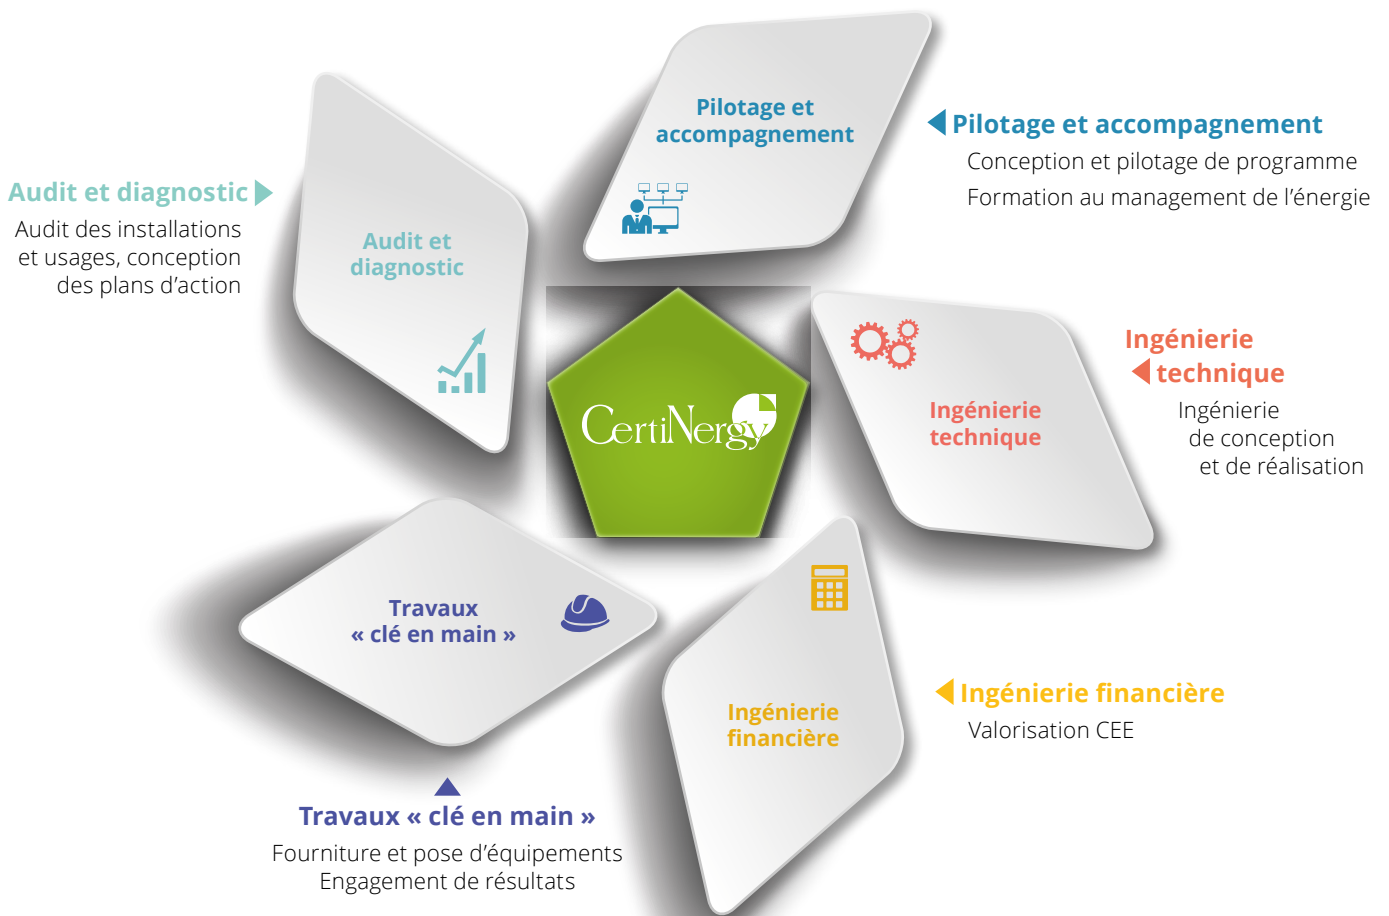 Pilotage et
accompagnement
Pilotage et accompagnement
Conception et pilotage de programme
Formation au management de l’énergie
Audit et diagnostic
Audit des installations
et usages, conception
des plans d’action
Audit et
diagnostic
CertiNergy
Ingénierie
technique
Ingénierie
technique
Ingénierie
de conception
et de réalisation
Travaux
« clé en main »
Travaux « clé en main »
Fourniture et pose d’équipements
Engagement de résultats
Ingénierie
financière
Ingénierie financière
Valorisation CEE